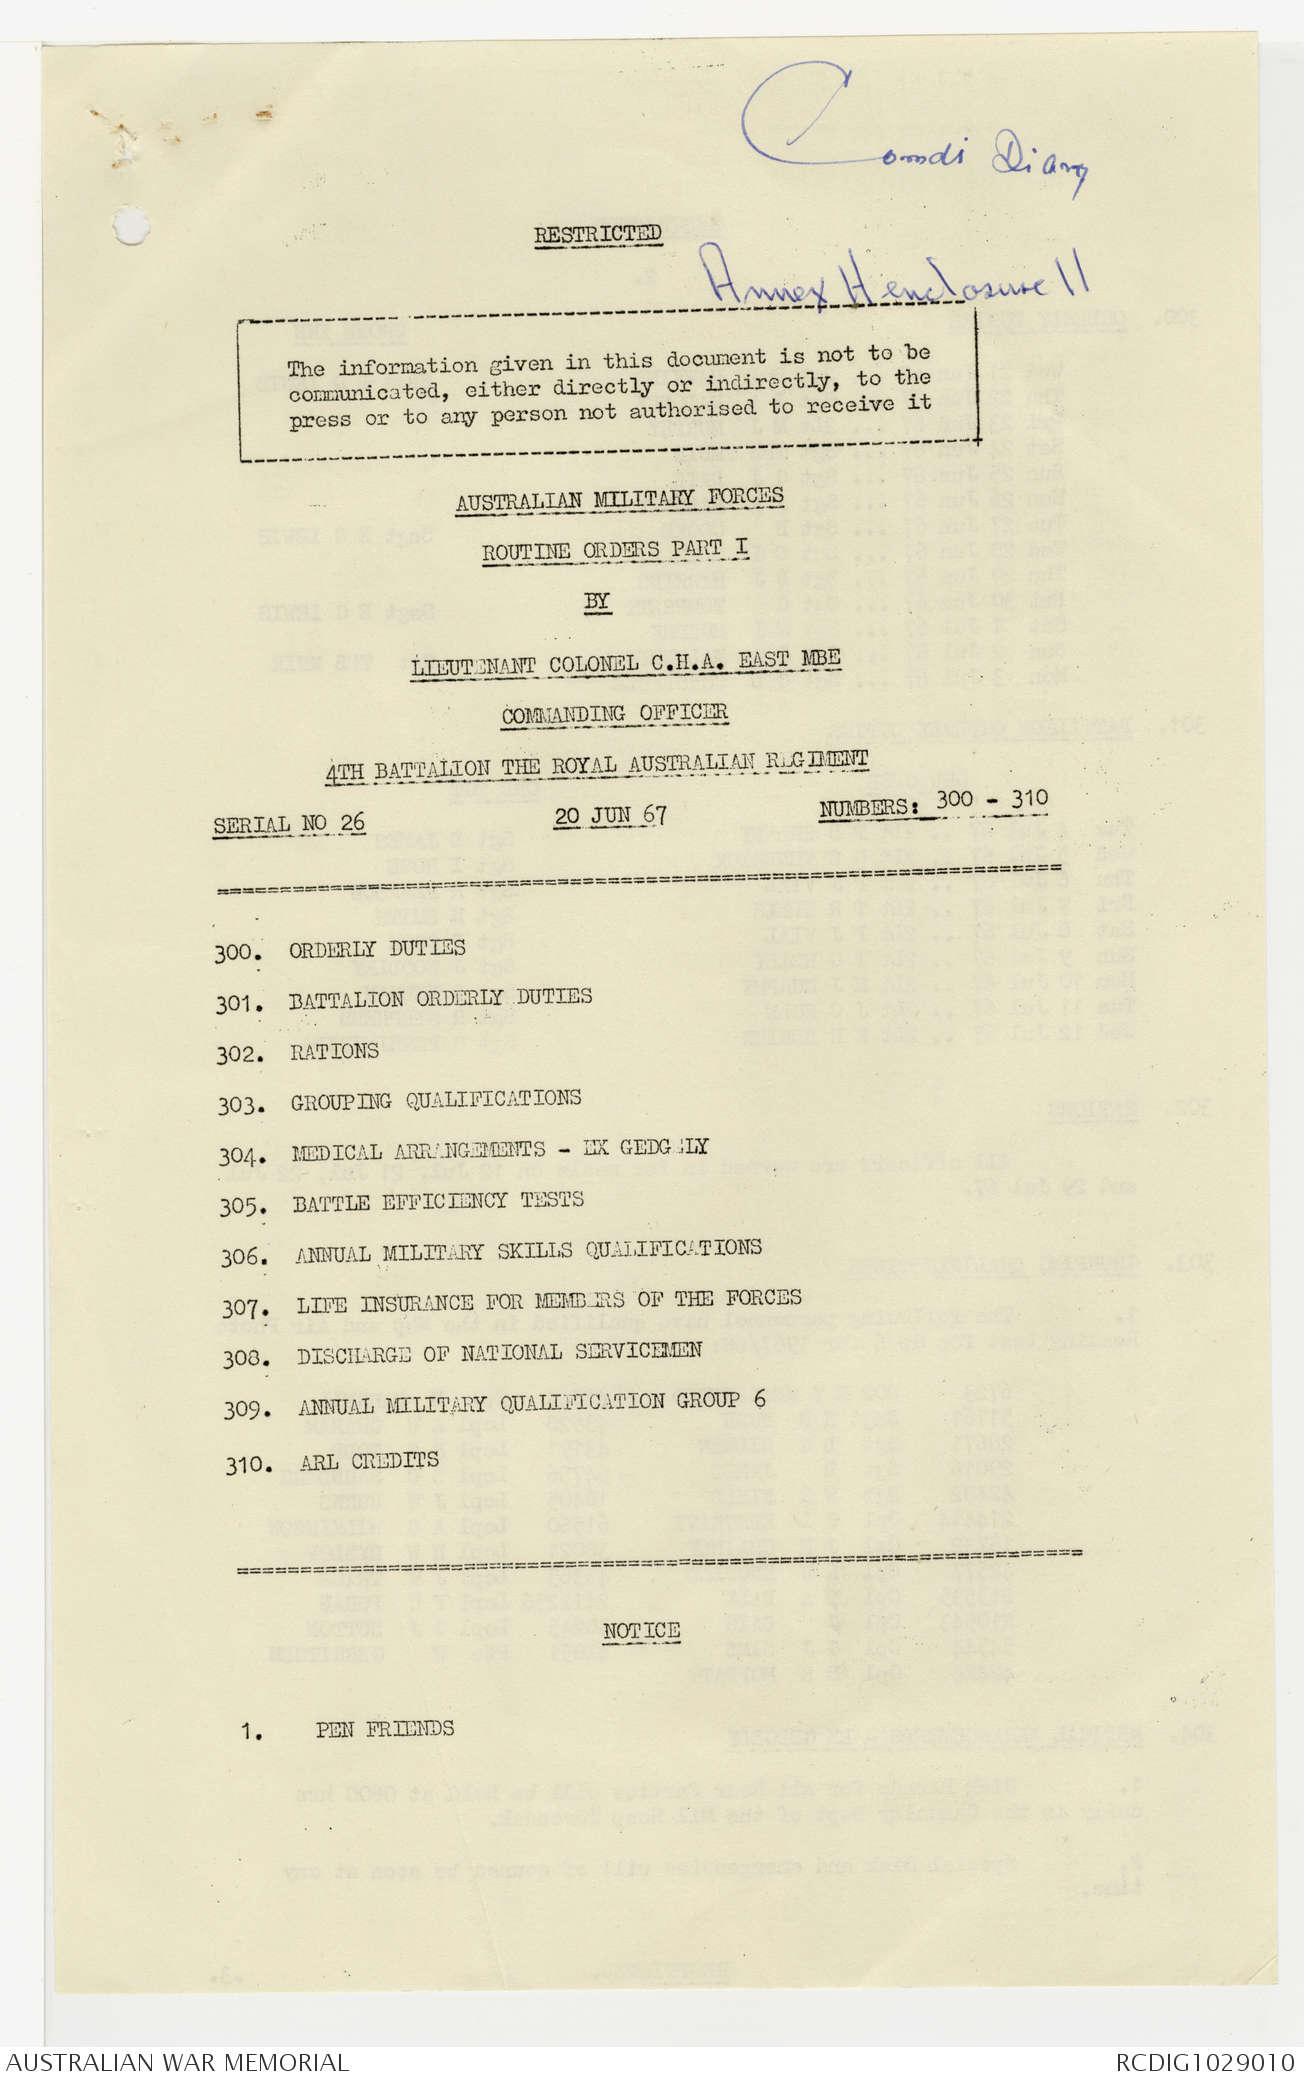 Comdi Diary
RESTRICTED
Annex H enclosure 11
The information given in this document is not to be
communicated, either directly or indirectly, to the
press or to any person not authorised to receive it
AUSTRALIAN MILITARY FORCES
ROUTINE ORDERS PART I
BY
LIEUTENANT COLONEL C.H.A. EAST MBE
COMMANDING OFFICER
4TH BATTALION THE ROYAL AUSTRALIAN REGIMENT
SERIAL NO 26 20 JUN 67 NUMBERS: 300 - 310
300. ORDERLY DUTIES
301. BATTALION ORDERLY DUTIES
302. RATIONS
303. GROUPING QUALIFICATIONS
304. MEDICAL ARRANGEMENTS - EX GEDGELY
305. BATTLE EFFICIENCY TESTS
306. ANNUAL MILITARY SKILLS QUALIFICATIONS
307. LIFE INSURANCE FOR MEMBERS OF THE FORCES
308. DISCHARGE OF NATIONAL SERVICEMEN
309. ANNUAL MILITARY QUALIFICATION GROUP 6
310. ARL CREDITS
NOTICE
1. PEN FRIENDS
AUSTRALIAN WAR MEMORIAL RCDIG1029010